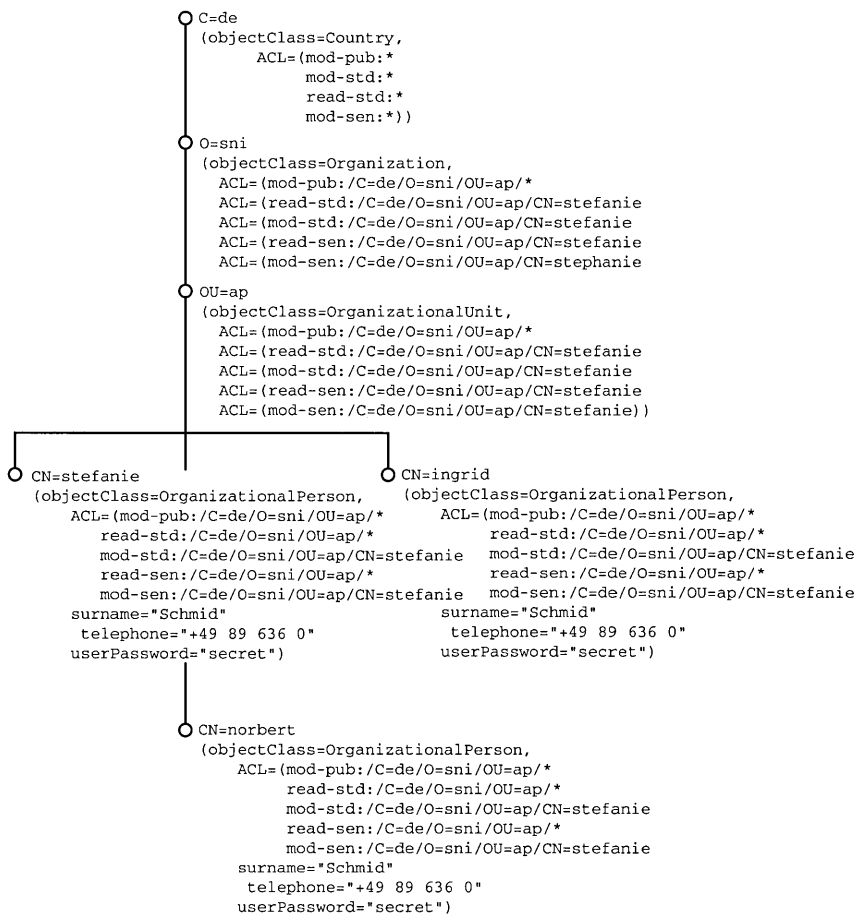 C=de
(objectClass=Country,
ACL=(mod-pub:*
mod-std:*
read-std:*
mod-sen:*))
O=sni
(objectClass=Organization,
ACL=(mod-pub:/C=de/O=sni/OU=ap/*
ACL=(read-std:/C=de/O=sni/OU=ap/CN=stefanie
ACL=(mod-std:/C=de/O=sni/OU=ap/CN=stefanie
ACL=(read-sen:/C=de/O=sni/OU=ap/CN=stefanie
ACL=(mod-sen:/C=de/O=sni/OU=ap/CN=stephanie
OU=ap
(objectClass=OrganizationalUnit,
ACL=(mod-pub:/C=de/O=sni/OU=ap/*
ACL=(read-std:/C=de/O=sni/OU=ap/CN=stefanie
ACL=(mod-std:/C=de/O=sni/OU=ap/CN=stefanie
ACL=(read-sen:/C=de/O=sni/OU=ap/CN=stefanie
ACL=(mod-sen:/C=de/O=sni/OU=ap/CN=stefanie))
CN=stefanie
(objectClass=OrganizationalPerson,
ACL=(mod-pub:/C=de/O=sni/OU=ap/*
read-std:/C=de/O=sni/OU=ap/*
mod-std:/C=de/O=sni/OU=ap/CN=stefanie
read-sen:/C=de/O=sni/OU=ap/*
mod-sen:/C=de/O=sni/OU=ap/CN=stefanie
surname="Schmid"
telephone="+49 89 636 0"
userPassword="secret")
CN=ingrid
(objectClass=OrganizationalPerson,
ACL=(mod-pub:/C=de/O=sni/OU=ap/*
read-std:/C=de/O=sni/OU=ap/*
mod-std:/C=de/O=sni/OU=ap/CN=stefanie
read-sen:/C=de/O=sni/OU=ap/*
mod-sen:/C=de/O=sni/OU=ap/CN=stefanie
surname="Schmid"
telephone="+49 89 636 0"
userPassword="secret")
CN=norbert
(objectClass=OrganizationalPerson,
ACL=(mod-pub:/C=de/O=sni/OU=ap/*
read-std:/C=de/O=sni/OU=ap/*
mod-std:/C=de/O=sni/OU=ap/CN=stefanie
read-sen:/C=de/O=sni/OU=ap/*
mod-sen:/C=de/O=sni/OU=ap/CN=stefanie
surname="Schmid"
telephone="+49 89 636 0"
userPassword="secret")